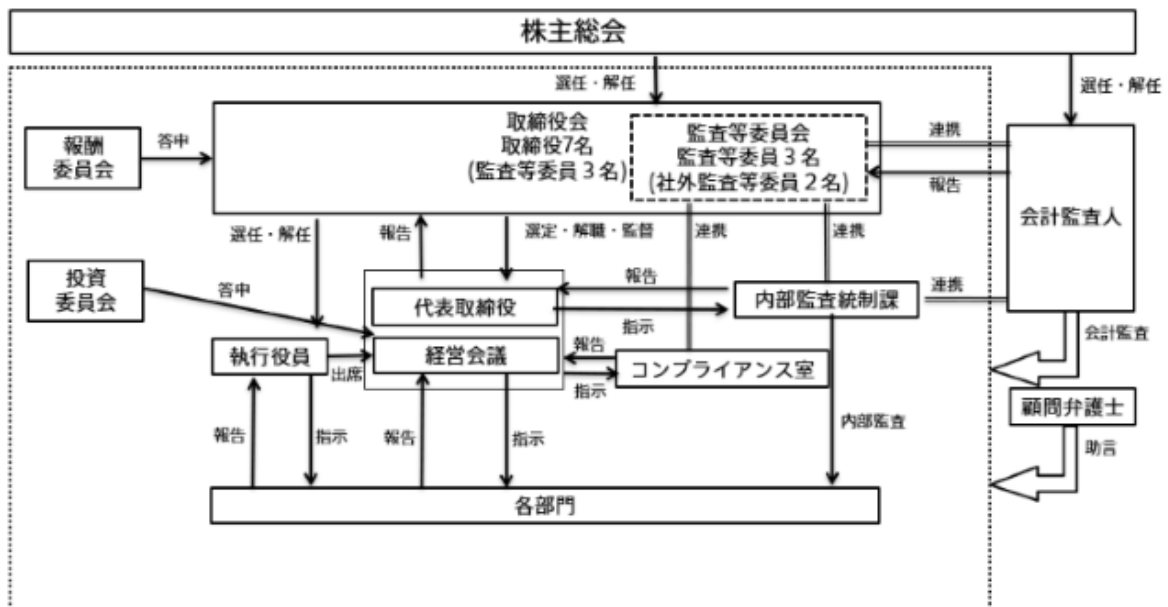 株主総会
選任・解任
選任・解任
取締役会
取締役7名
(監査等委員3名)
監査等委員会
監査等委員3名
(社外監査等委員2名)
報酬
委員会
答申
連携
報告
会計監査人
選任・解任
報告
選定・解職・監督
連携
連携
投資
委員会
答申
代表取締役
報告
指示
内部監査統制課
連携
執行役員
出席
経営会議
報告
指示
コンプライアンス室
会計監査
顧問弁護士
助言
報告
指示
報告
指示
内部監査
各部門